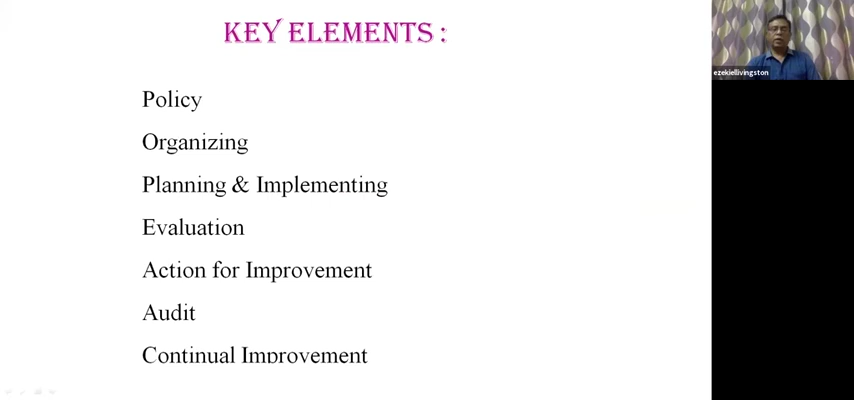 KEY ELEMENTS :
Policy
Organizing
Planning & Implementing
Evaluation
Action for Improvement
Audit
Continual Improvement
ezekiellivingston